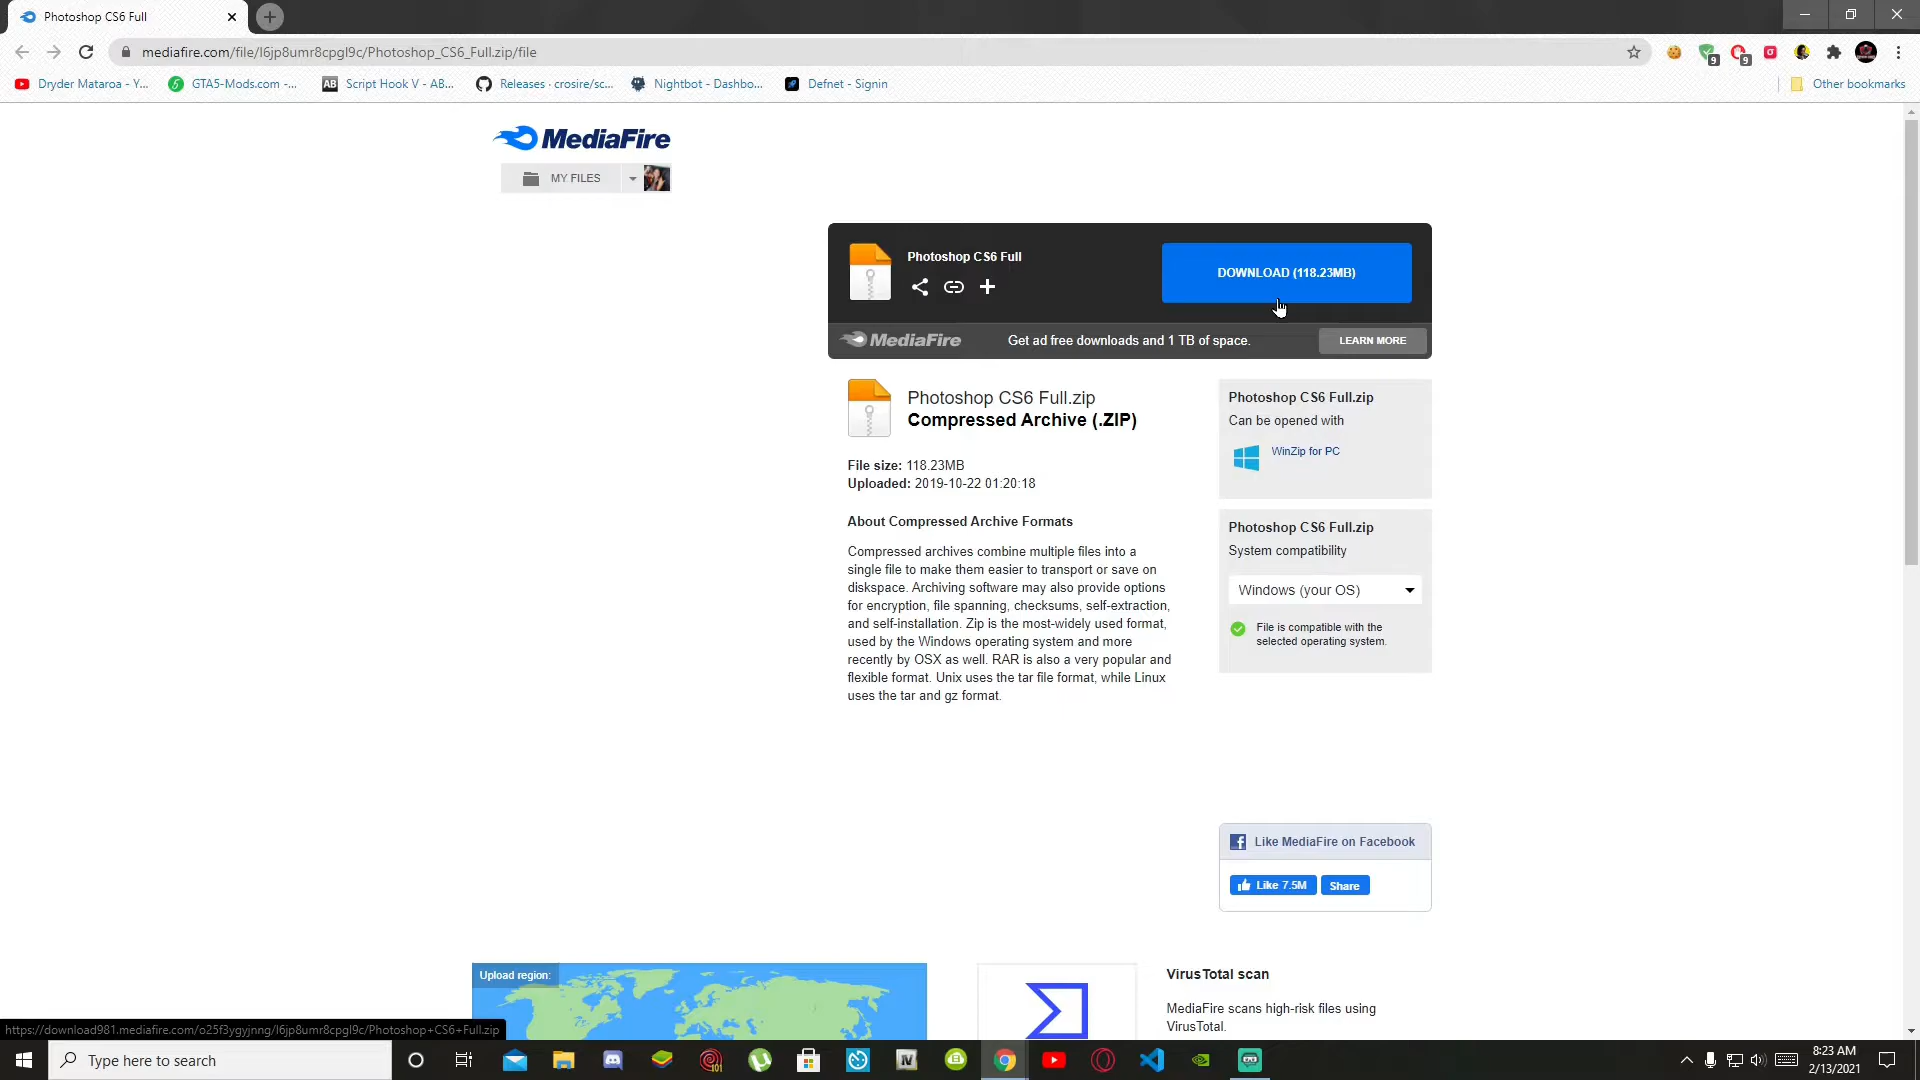 Photoshop CS6 Full
mediafire.com/file/l6jp8umr8cpgl9c/Photoshop_CS6_Full.zip/file
9
9
Dryder Mataroa - Y...
GTA5-Mods.com -...
AB
Script Hook V - AB...
Releases · crosire/sc...
Nightbot - Dashbo...
Defnet - Signin
Other bookmarks
MediaFire
MY FILES
Photoshop CS6 Full
DOWNLOAD (118.23MB)
MediaFire
Get ad free downloads and 1 TB of space.
LEARN MORE
Photoshop CS6 Full.zip
Compressed Archive (.ZIP)
File size: 118.23MB
Uploaded: 2019-10-22 01:20:18
About Compressed Archive Formats
Compressed archives combine multiple files into a
single file to make them easier to transport or save on
diskspace. Archiving software may also provide options
for encryption, file spanning, checksums, self-extraction,
and self-installation. Zip is the most-widely used format,
used by the Windows operating system and more
recently by OSX as well. RAR is also a very popular and
flexible format. Unix uses the tar file format, while Linux
uses the tar and gz format.
Photoshop CS6 Full.zip
Can be opened with
WinZip for PC
Photoshop CS6 Full.zip
System compatibility
Windows (your OS)
File is compatible with the
selected operating system.
Like MediaFire on Facebook
Like 7.5M
Share
Upload region:
VirusTotal scan
MediaFire scans high-risk files using
VirusTotal.
https://download981.mediafire.com/o25f3ygyjnng/l6jp8umr8cpgl9c/Photoshop+CS6+Full.zip
Type here to search
101
8:23 AM
2/13/2021